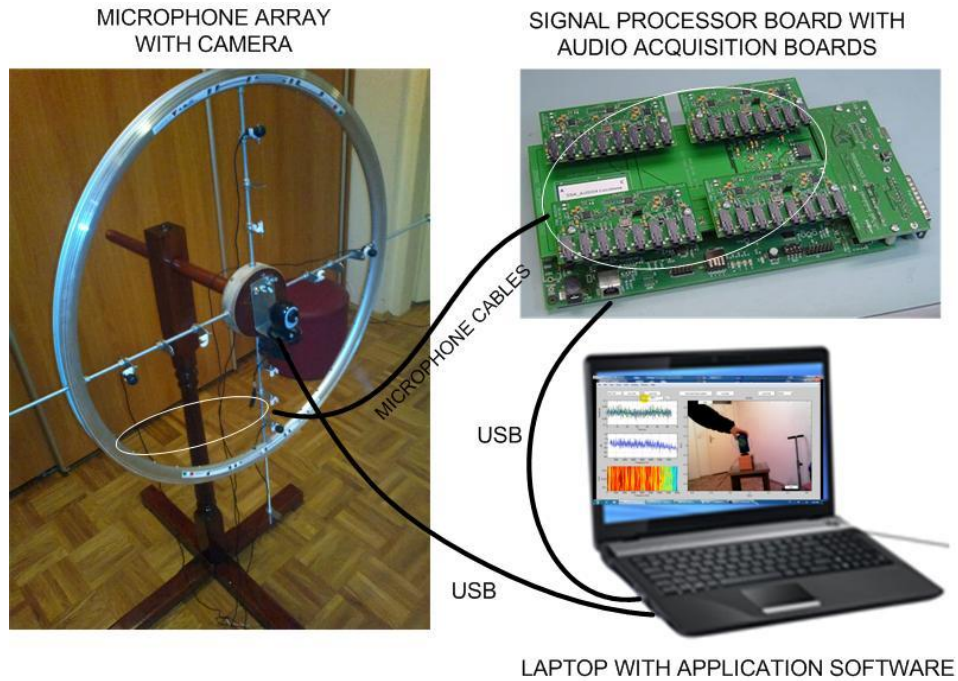 MICROPHONE ARRAY
WITH CAMERA
SIGNAL PROCESSOR BOARD WITH
AUDIO ACQUISITION BOARDS
MICROPHONE CABLES
USB
USB
LAPTOP WITH APPLICATION SOFTWARE